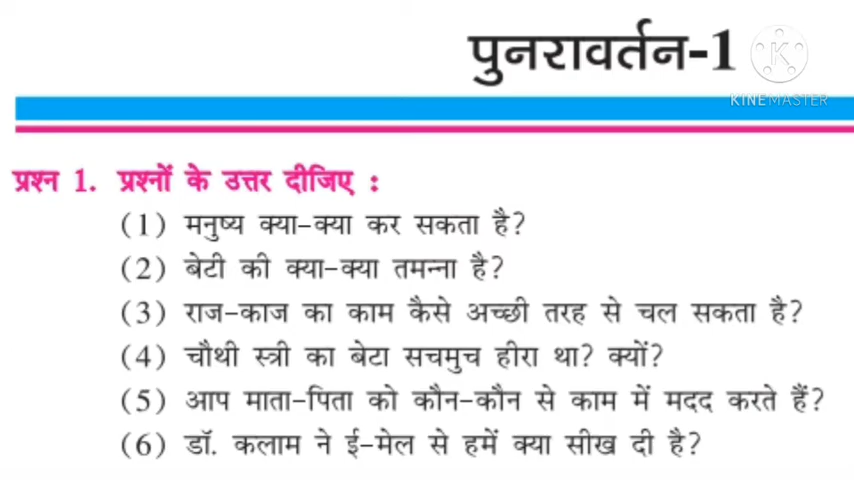 पुनरावर्तन-1
K
KINEMASTER
प्रश्न 1. प्रश्नों के उत्तर दीजिए :
(1) मनुष्य क्या-क्या कर सकता है?
(2) बेटी की क्या-क्या तमन्ना है?
(3) राज-काज का काम कैसे अच्छी तरह से चल सकता है?
(4) चौथी स्त्री का बेटा सचमुच हीरा था? क्यों?
(5) आप माता-पिता को कौन-कौन से काम में मदद करते हैं?
(6) डॉ. कलाम ने ई-मेल से हमें क्या सीख दी है?